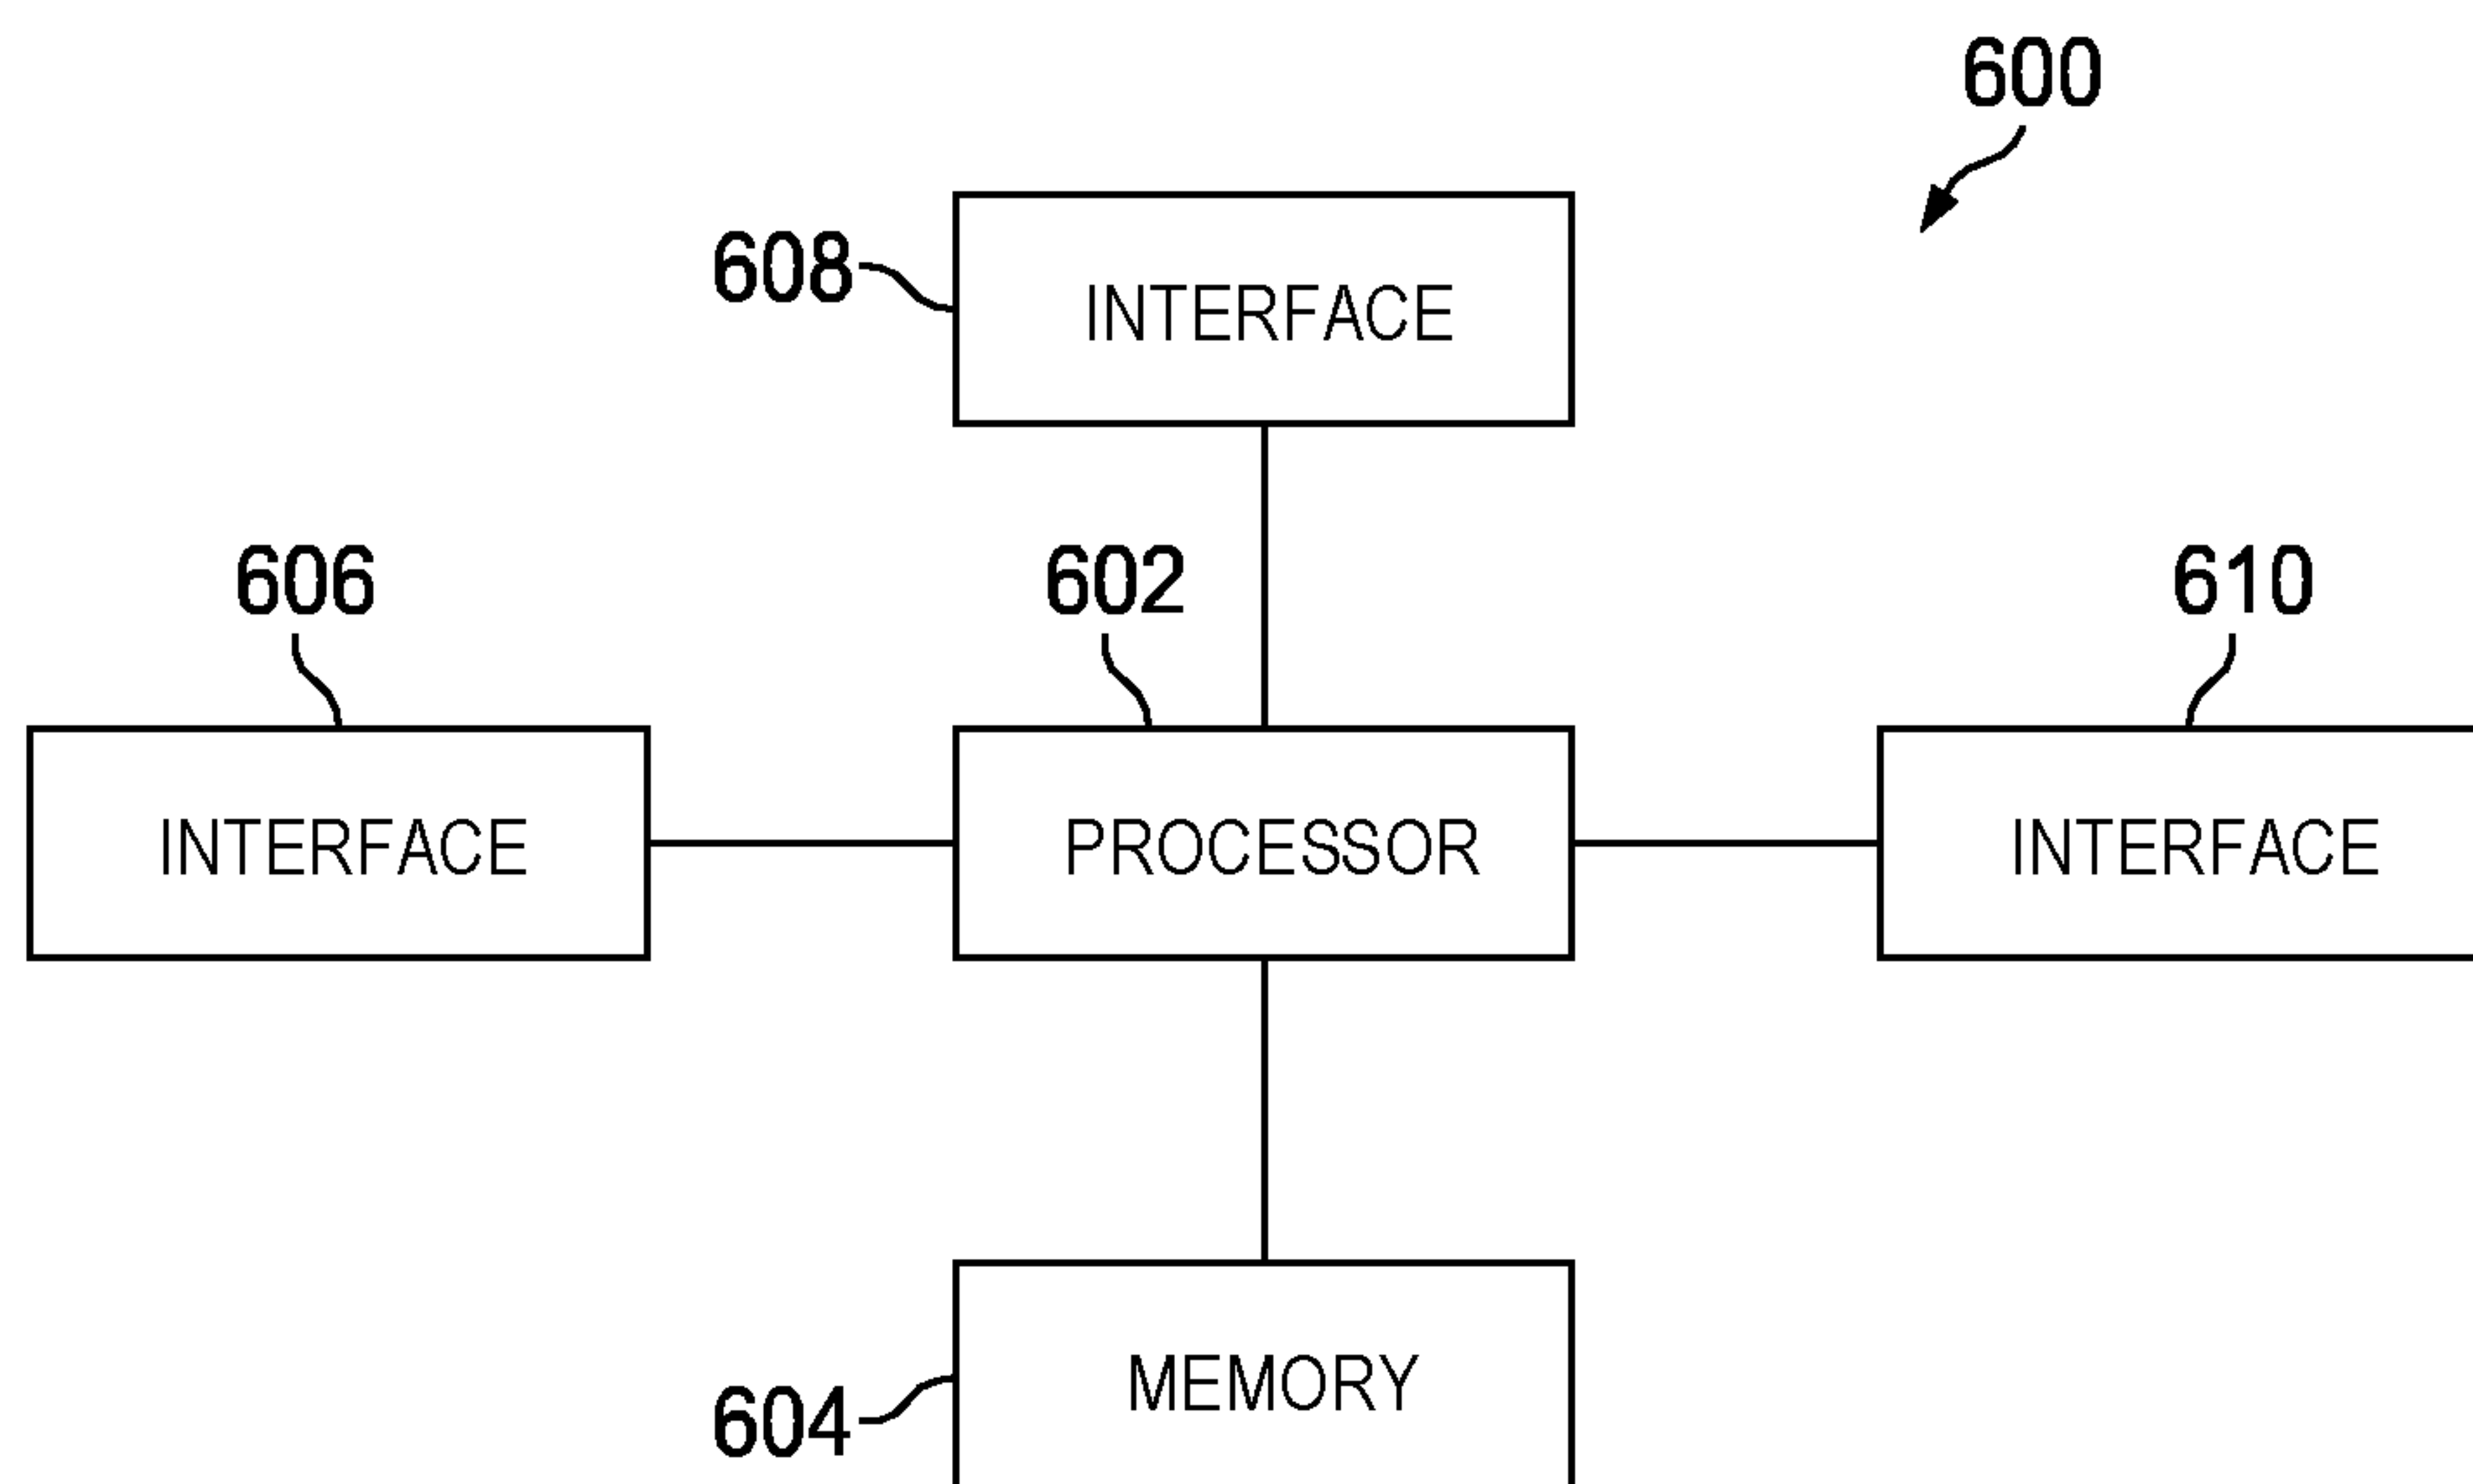 600
608
INTERFACE
606
602
610
INTERFACE
PROCESSOR
INTERFACE
MEMORY
604